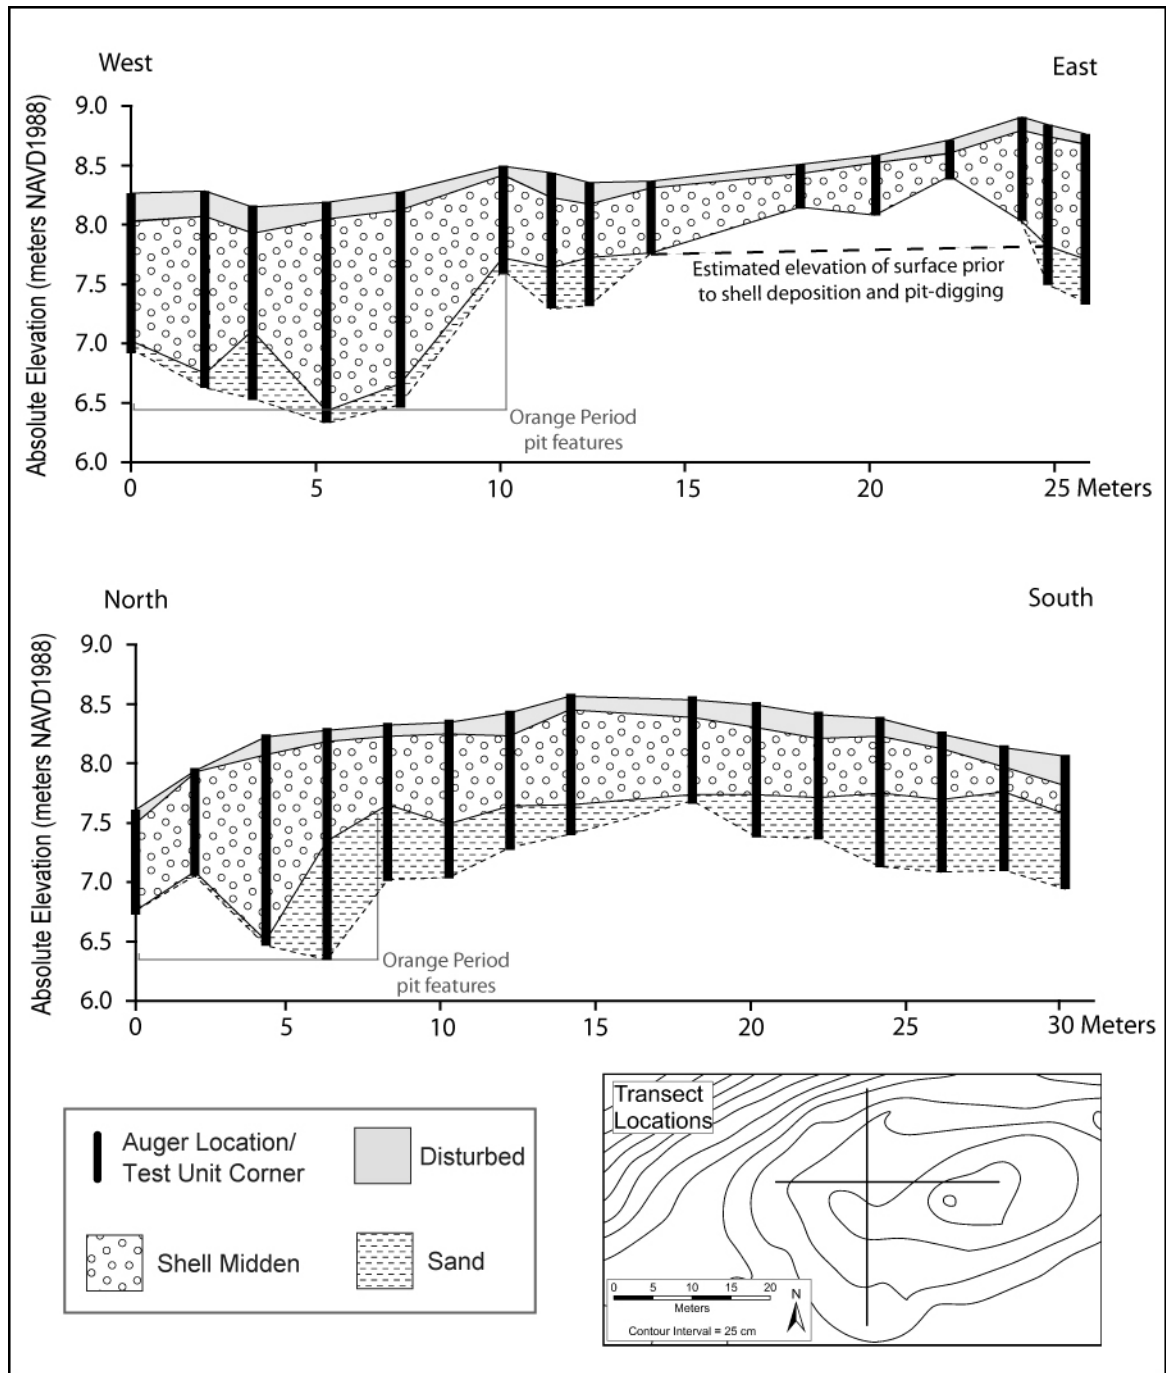 West
East
Absolute Elevation (meters NAVD1988)
9.0
8.5
8.0
7.5
7.0
6.5
6.0
Estimated elevation of surface prior
to shell deposition and pit-digging
Orange Period
pit features
0 5 10 15 20 25 Meters
North
South
Absolute Elevation (meters NAVD1988)
9.0
8.5
8.0
7.5
7.0
6.5
6.0
Orange Period
pit features
0 5 10 15 20 25 30 Meters
Auger Location/
Test Unit Corner
Disturbed
Shell Midden
Sand
Transect
Locations
0 5 10 15 20
Meters
N
Contour Interval = 25 cm